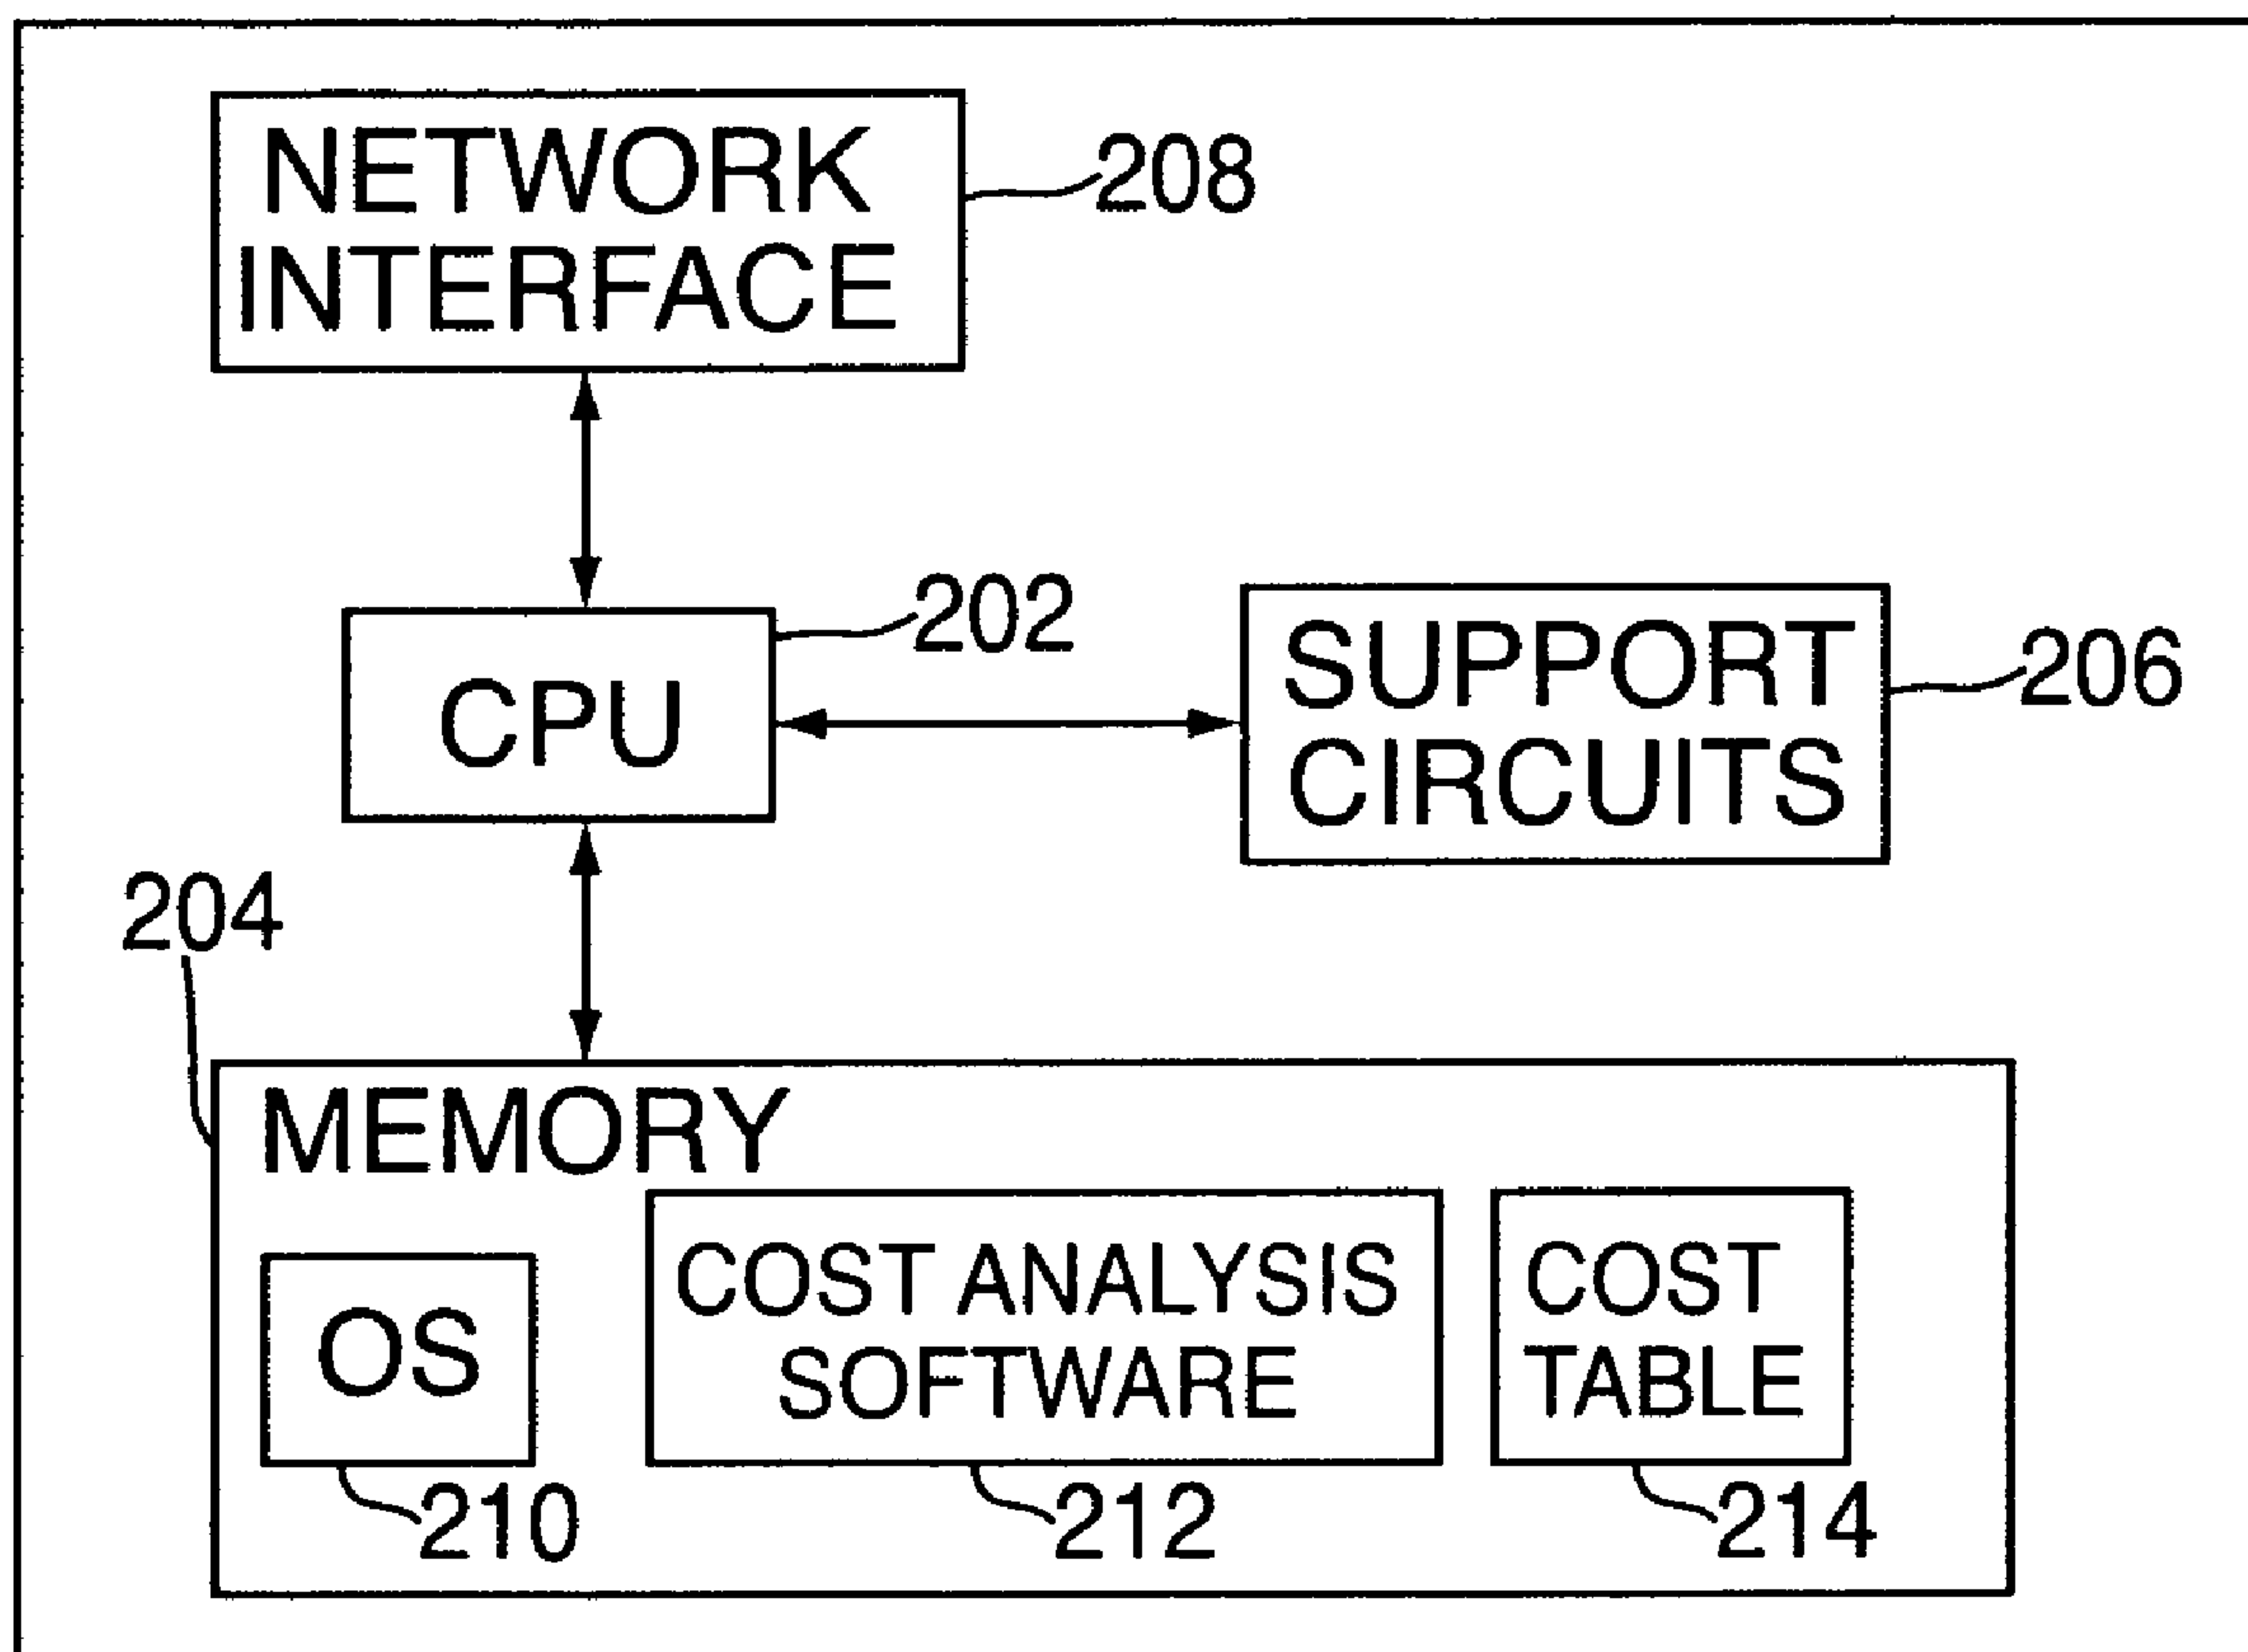 NETWORK
INTERFACE
208
202
CPU
SUPPORT
CIRCUITS
206
204
MEMORY
OS
COST ANALYSIS
SOFTWARE
COST
TABLE
210
212
214